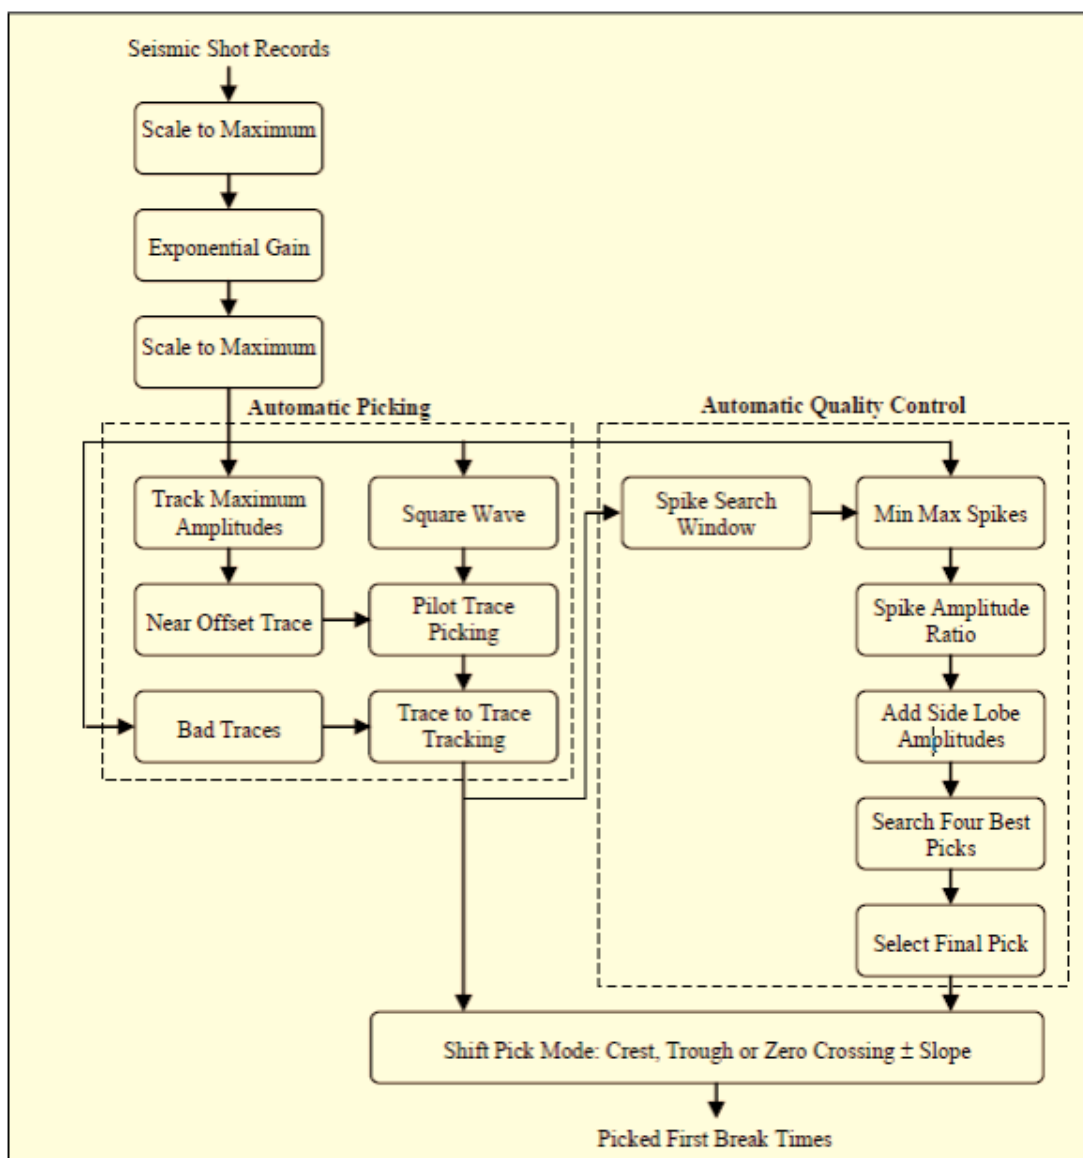 Seismic Shot Records
Scale to Maximum
Exponential Gain
Scale to Maximum
Automatic Picking
Track Maximum
Amplitudes
Square Wave
Near Offset Trace
Pilot Trace
Picking
Bad Traces
Trace to Trace
Tracking
Automatic Quality Control
Spike Search
Window
Min Max Spikes
Spike Amplitude
Ratio
Add Side Lobe
Amplitudes
Search Four Best
Picks
Select Final Pick
Shift Pick Mode: Crest, Trough or Zero Crossing ± Slope
Picked First Break Times